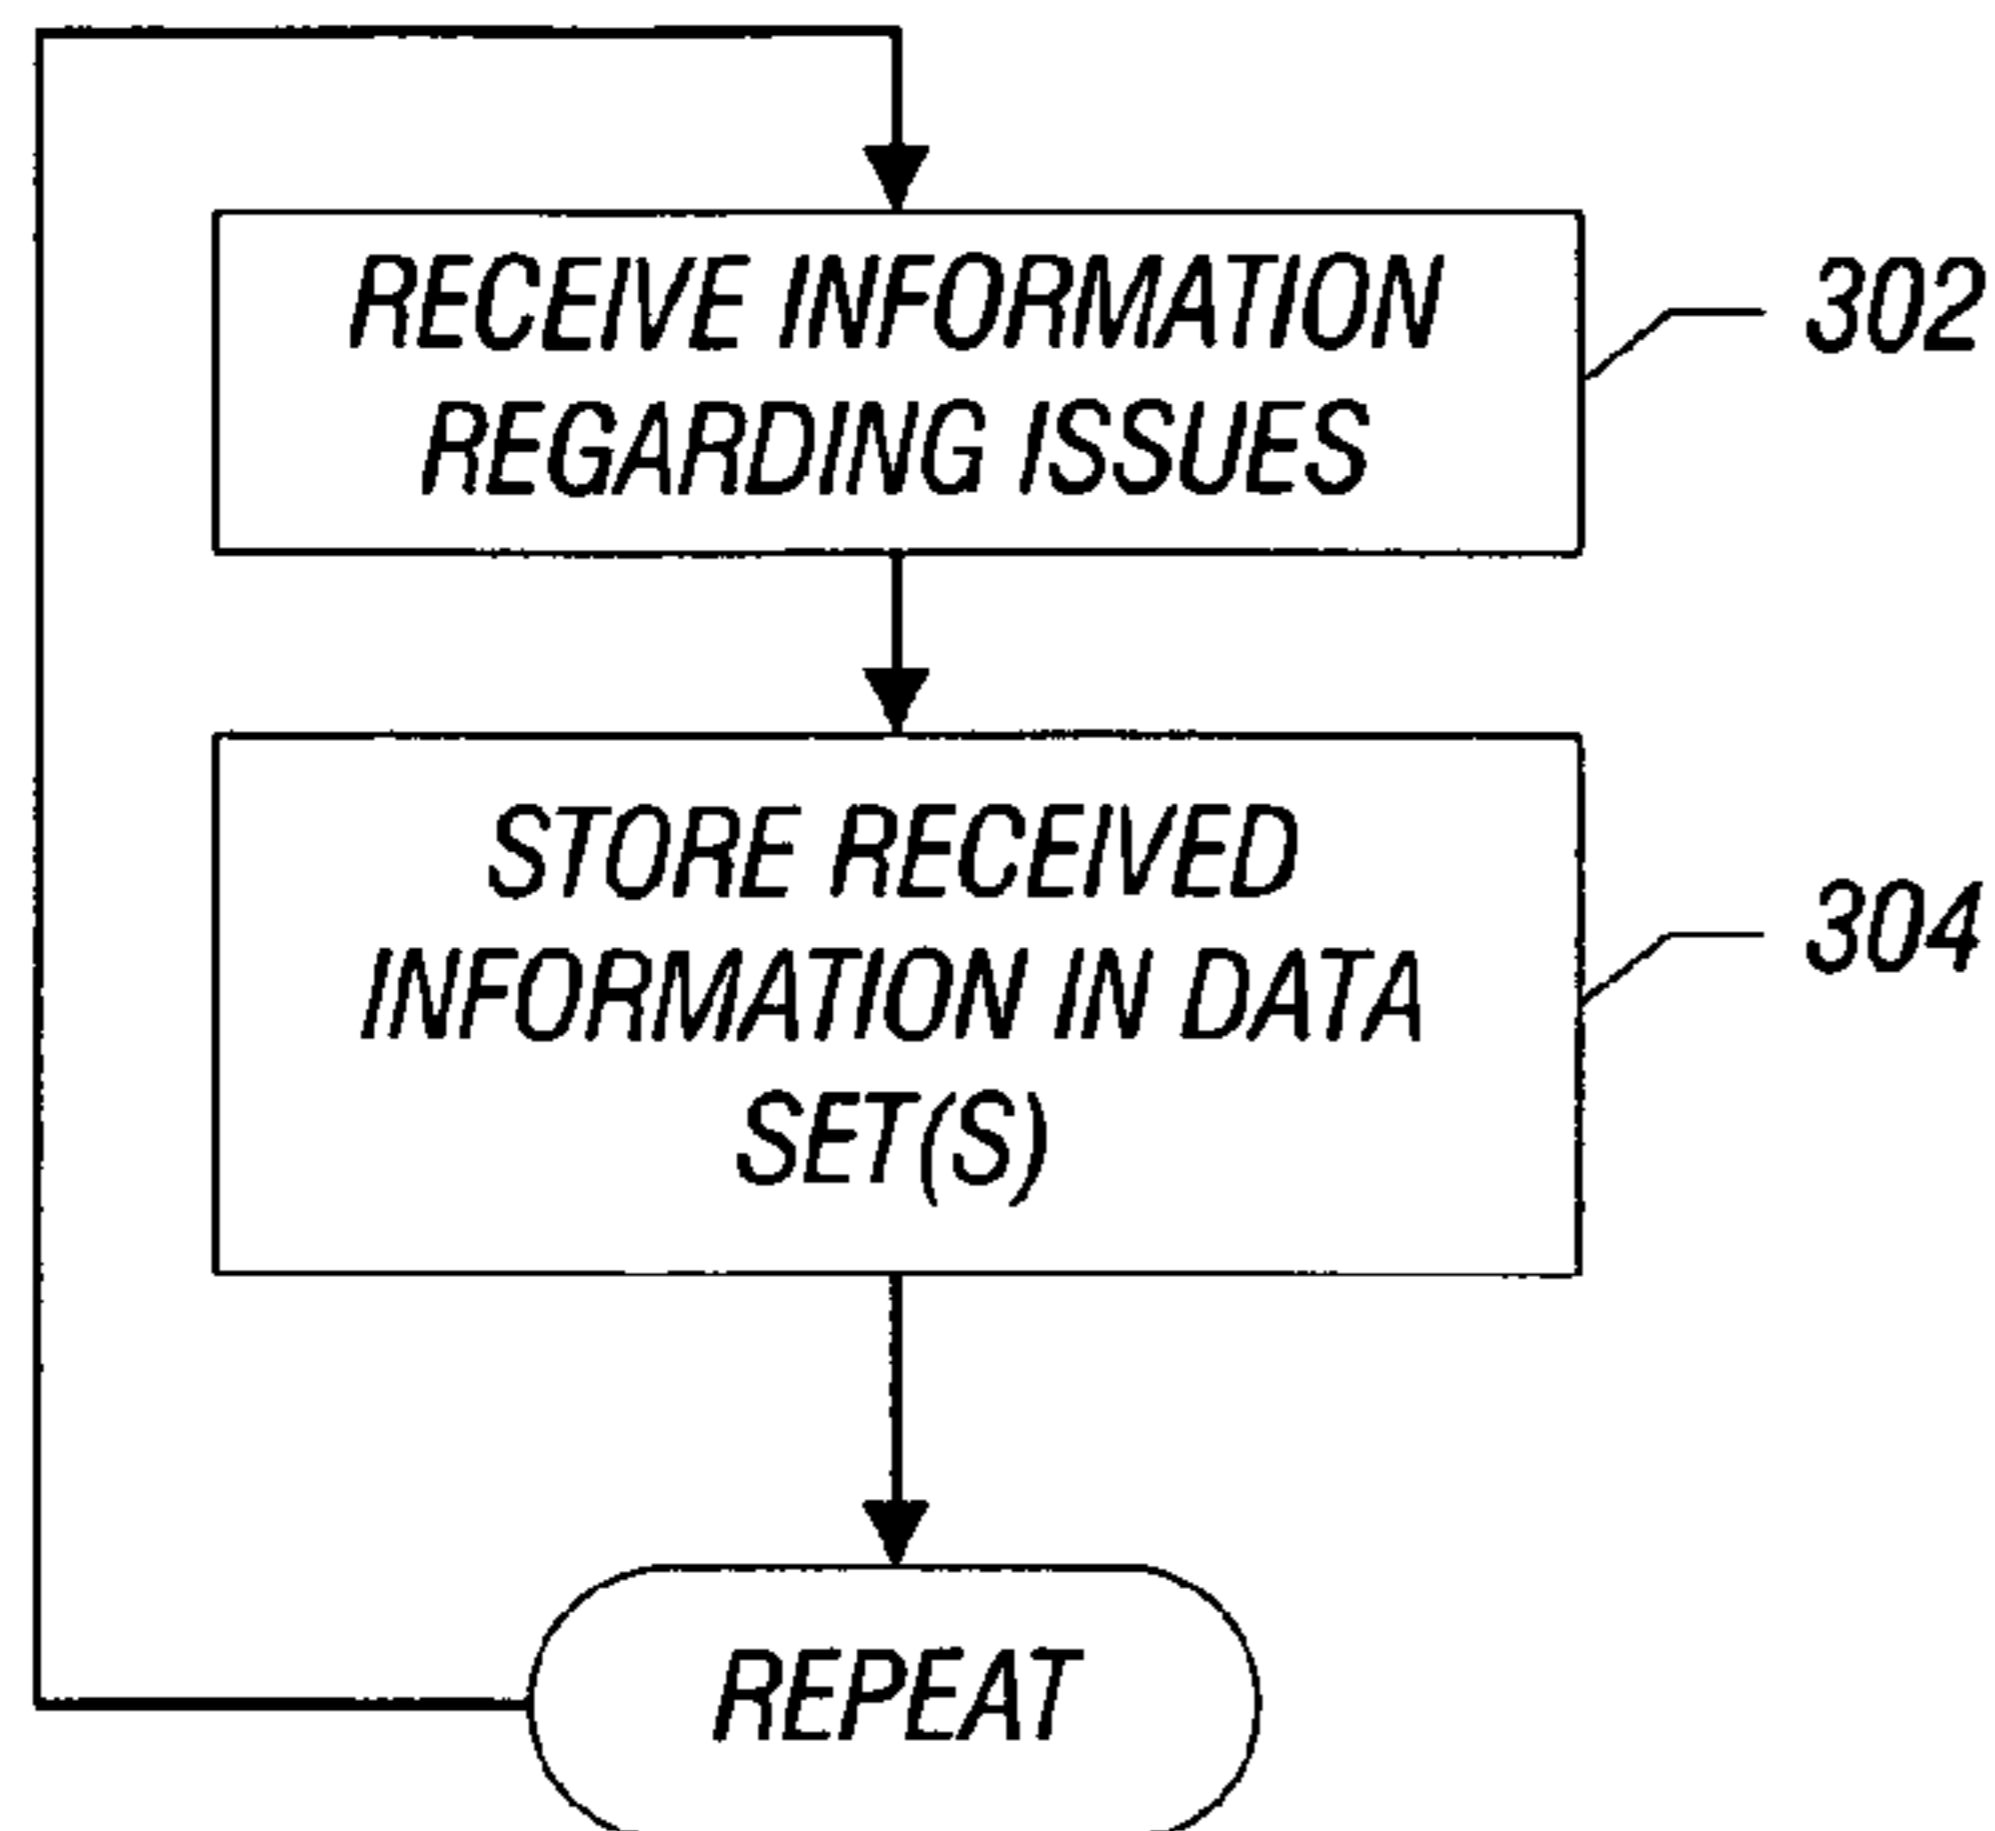 RECEIVE INFORMATION
REGARDING ISSUES
302
STORE RECEIVED
INFORMATION IN DATA
SET(S)
304
REPEAT